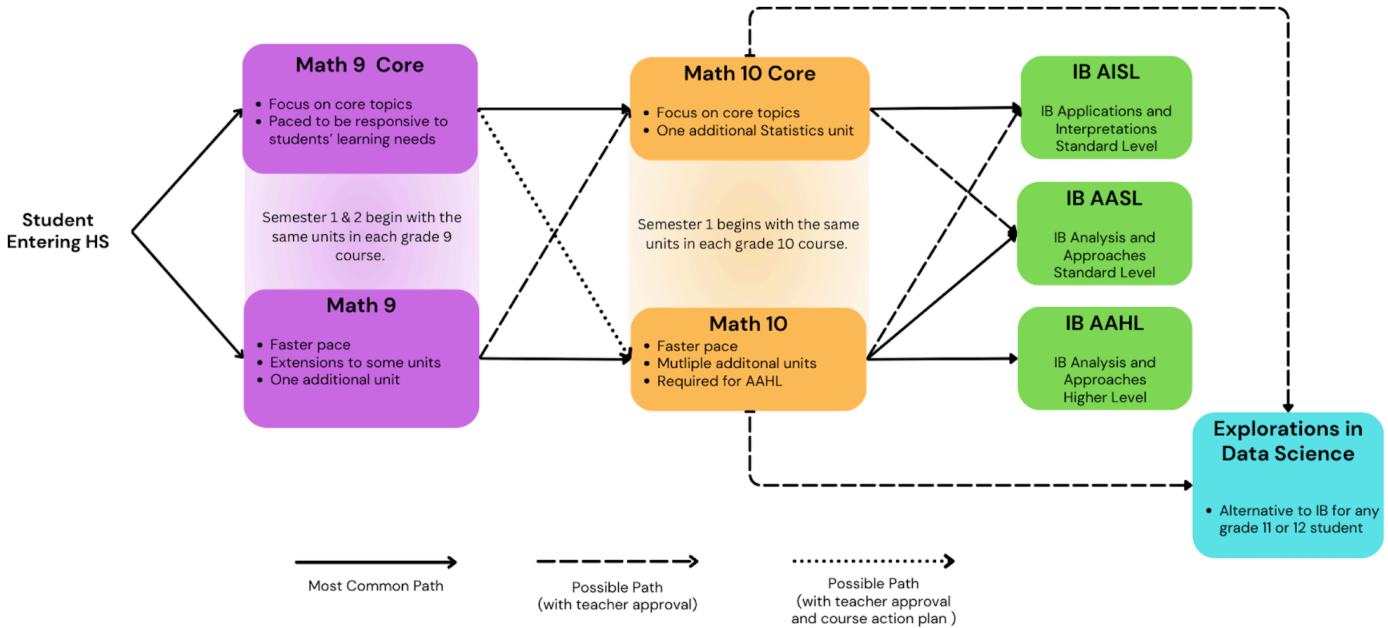 Math 9 Core
• Focus on core topics
• Paced to be responsive to
students' learning needs
Math 10 Core
• Focus on core topics
• One additional Statistics unit
IB AISL
IB Applications and
Interpretations
Standard Level
Student
Entering HS
Semester 1 & 2 begin with the
same units in each grade 9
course.
Semester 1 begins with the same
units in each grade 10 course.
IB AASL
IB Analysis and
Approaches
Standard Level
Math 9
• Faster pace
• Extensions to some units
• One additional unit
Math 10
• Faster pace
• Mutliple additonal units
• Required for AAHL
IB AAHL
IB Analysis and
Approaches
Higher Level
Explorations in
Data Science
• Alternative to IB for any
grade 11 or 12 student
Most Common Path
Possible Path
(with teacher approval)
Possible Path
(with teacher approval
and course action plan )